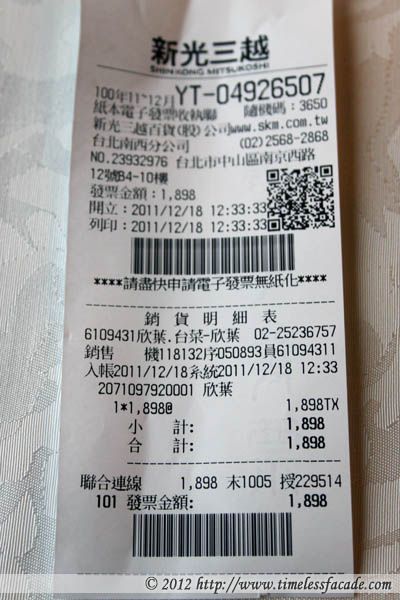 新光三越
SHIN KONG MITSUKOSHI
100年11~12月 YT-04926507
紙本電子發票收執聯 隨機碼:3650
新光三越百貨(股)公司www.skm.com.tw
台北南西分公司 (02)2568-2868
NO.23932976 台北市中山區南京西路
12號B4-10樓
發票金額:1,898
開立:2011/12/18 12:33:33
列印:2011/12/18 12:33:33
****請盡快申請電子發票無紙化****
銷貨明細表
6109431欣葉.台菜-欣葉 02-25236757
銷售 機118132序050893員61094311
入帳2011/12/18系統2011/12/18 12:33
2071097920001 欣葉
1*1,898@ 1,898TX
小 計: 1,898
合 計: 1,898
聯合連線 1,898 末1005 授229514
101 發票金額: 1,898
© 2012 http://www.timelessfacade.com